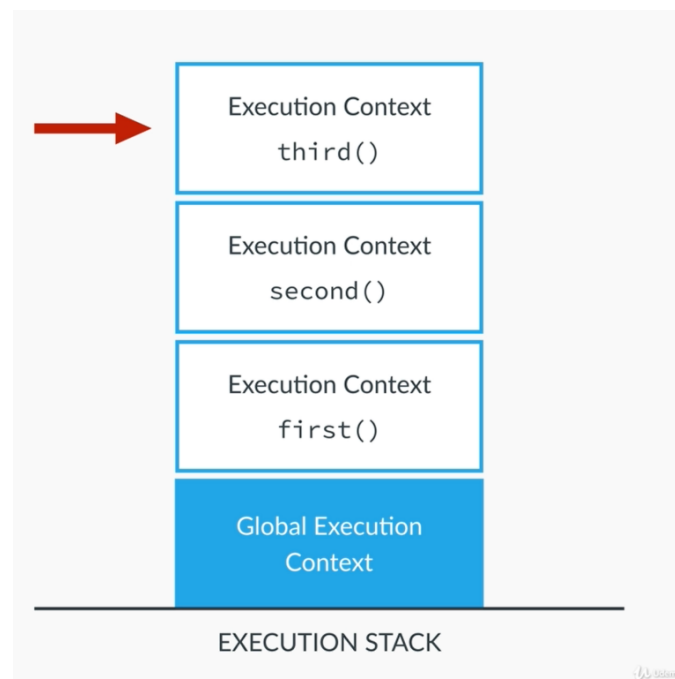 Execution Context
third()
Execution Context
second()
Execution Context
first()
Global Execution
Context
EXECUTION STACK